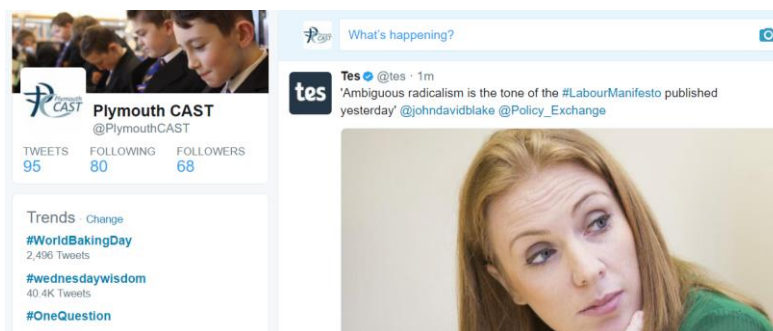 Plymouth
CAST
Plymouth CAST
@PlymouthCAST
TWEETS FOLLOWING FOLLOWERS
95 80 68
Trends · Change
#WorldBakingDay
2,496 Tweets
#wednesdaywisdom
40.4K Tweets
#OneQuestion
CAST
What's happening?
tes
Tes @tes · 1m
'Ambiguous radicalism is the tone of the #LabourManifesto published
yesterday' @johndavidblake @Policy_Exchange